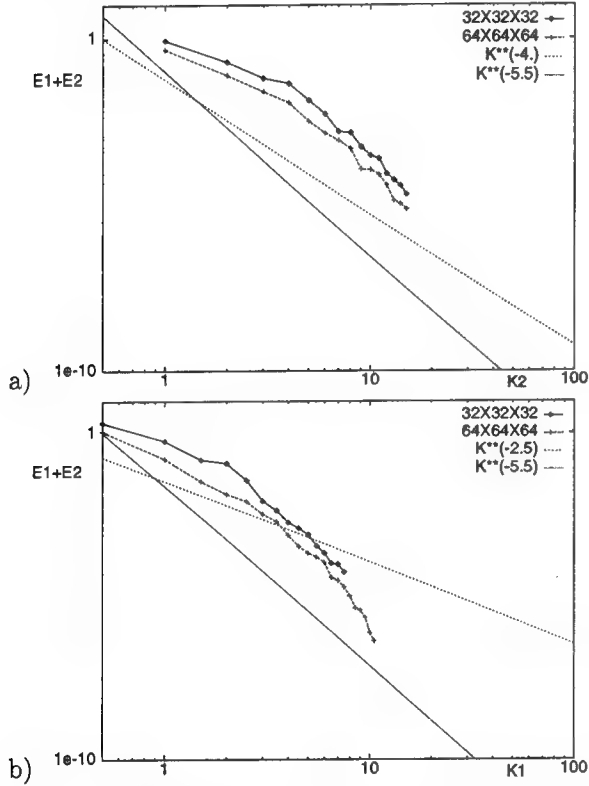 32X32X32
1
64X64X64
K**(-4.)
E1+E2
K**(-5.5)
1e-10
a)
1
10
K2
100
32X32X32
1
64X64X64
K**(-2.5)
E1+E2
K**(-5.5)
1e-10
b)
1
10
K1
100